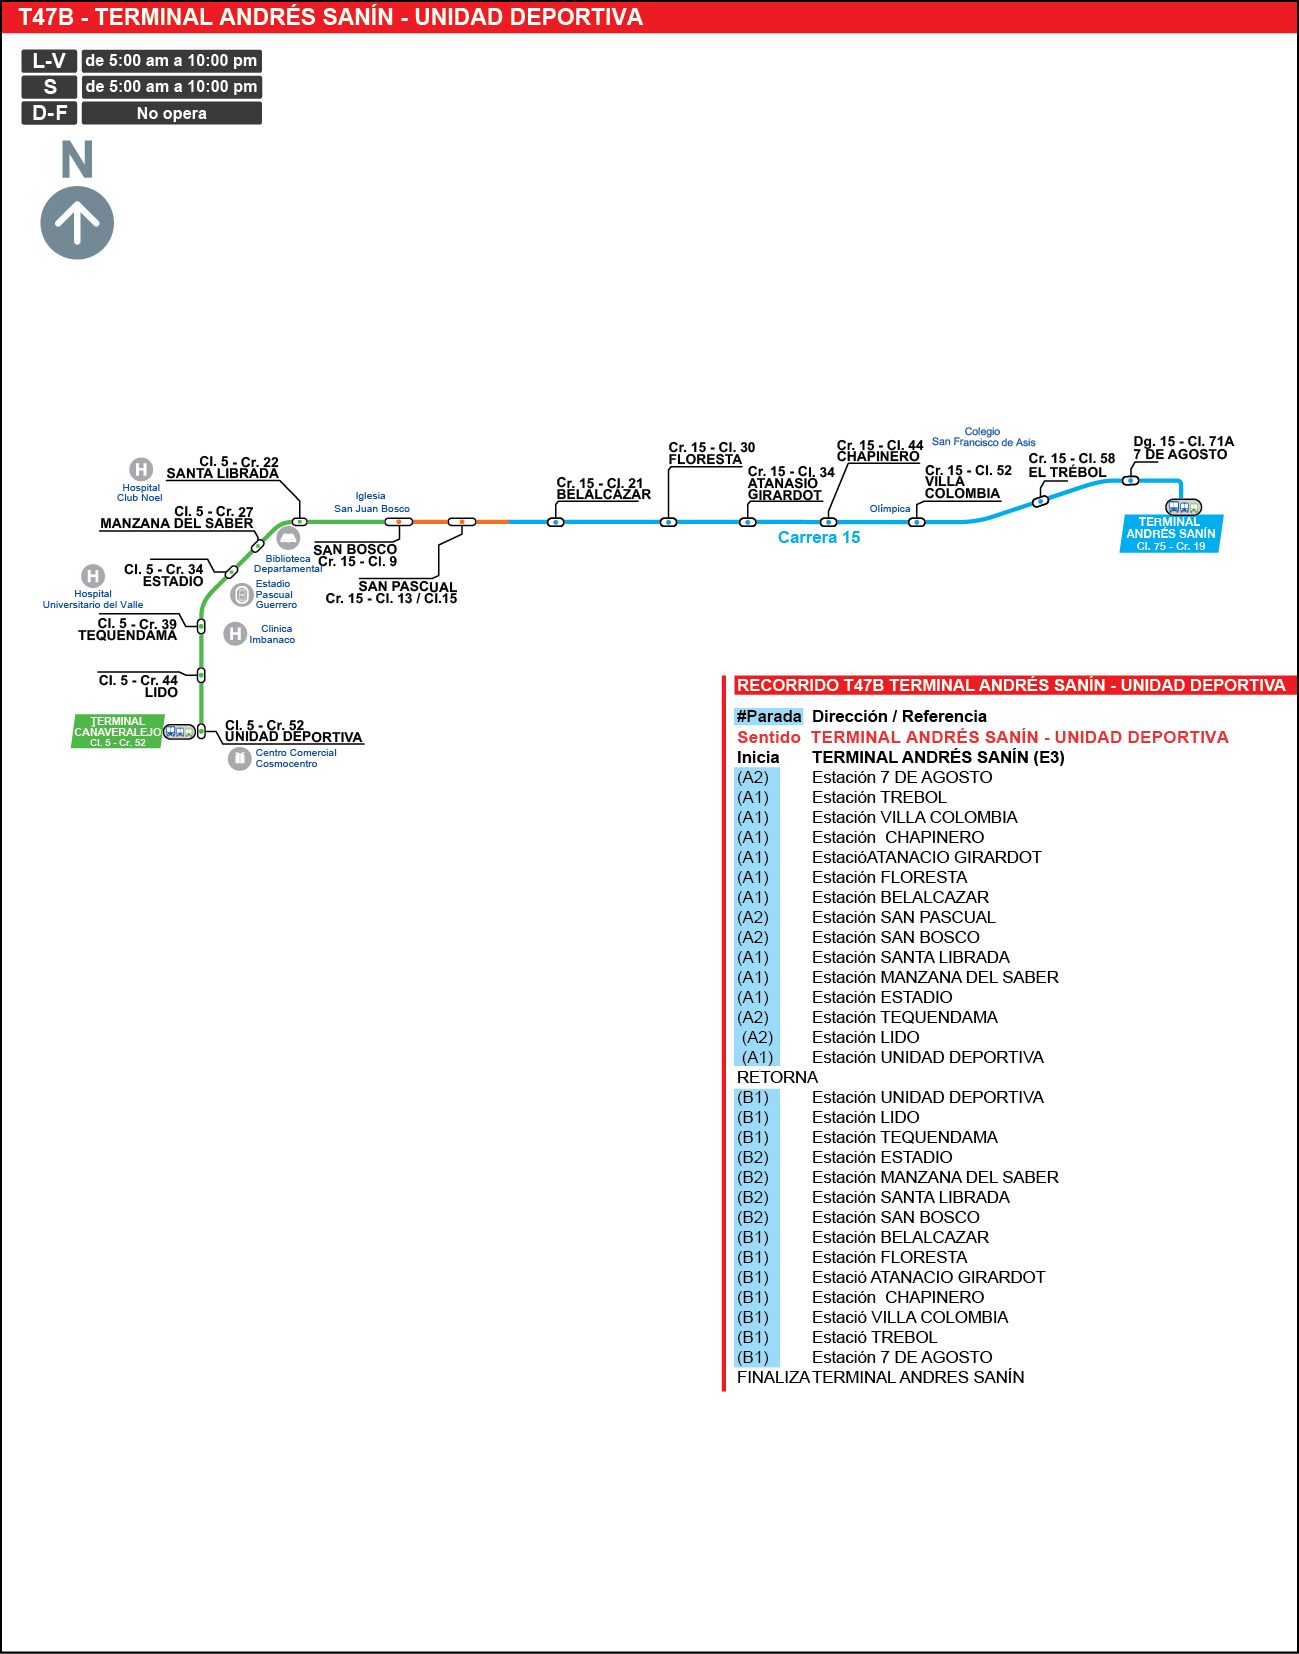 T47B - TERMINAL ANDRÉS SANÍN - UNIDAD DEPORTIVA
L-V de 5:00 am a 10:00 pm
S de 5:00 am a 10:00 pm
D-F No opera
N
Cl. 5 - Cr. 22
SANTA LIBRADA
H
Hospital
Club Noel
Cl. 5 - Cr. 27
MANZANA DEL SABER
Cl. 5 - Cr. 34
ESTADIO
H
Hospital
Universitario del Valle
Cl. 5 - Cr. 39
TEQUENDAMA
Cl. 5 - Cr. 44
LIDO
TERMINAL
CAÑAVERALEJO
Cl. 5 - Cr. 52
Cl. 5 - Cr. 52
UNIDAD DEPORTIVA
Centro Comercial
Cosmocentro
Biblioteca
Departamental
Estadio
Pascual
Guerrero
H
Clinica
Imbanaco
Iglesia
San Juan Bosco
SAN BOSCO
Cr. 15 - Cl. 9
SAN PASCUAL
Cr. 15 - Cl. 13 / Cl.15
Cr. 15 - Cl. 21
BELALCAZAR
Cr. 15 - Cl. 30
FLORESTA
Cr. 15 - Cl. 34
ATANASIO
GIRARDOT
Carrera 15
Cr. 15 - Cl. 44
CHAPINERO
Olímpica
Cr. 15 - Cl. 52
VILLA
COLOMBIA
Colegio
San Francisco de Asis
Cr. 15 - Cl. 58
EL TRÉBOL
Dg. 15 - Cl. 71A
7 DE AGOSTO
TERMINAL
ANDRÉS SANÍN
Cl. 75 - Cr. 19
RECORRIDO T47B TERMINAL ANDRÉS SANÍN - UNIDAD DEPORTIVA
#Parada Dirección / Referencia
Sentido TERMINAL ANDRÉS SANÍN - UNIDAD DEPORTIVA
Inicia TERMINAL ANDRÉS SANÍN (E3)
(A2) Estación 7 DE AGOSTO
(A1) Estación TREBOL
(A1) Estación VILLA COLOMBIA
(A1) Estación CHAPINERO
(A1) EstacióATANACIO GIRARDOT
(A1) Estación FLORESTA
(A1) Estación BELALCAZAR
(A2) Estación SAN PASCUAL
(A2) Estación SAN BOSCO
(A1) Estación SANTA LIBRADA
(A1) Estación MANZANA DEL SABER
(A1) Estación ESTADIO
(A2) Estación TEQUENDAMA
(A2) Estación LIDO
(A1) Estación UNIDAD DEPORTIVA
RETORNA
(B1) Estación UNIDAD DEPORTIVA
(B1) Estación LIDO
(B1) Estación TEQUENDAMA
(B2) Estación ESTADIO
(B2) Estación MANZANA DEL SABER
(B2) Estación SANTA LIBRADA
(B2) Estación SAN BOSCO
(B1) Estación BELALCAZAR
(B1) Estación FLORESTA
(B1) Estació ATANACIO GIRARDOT
(B1) Estación CHAPINERO
(B1) Estació VILLA COLOMBIA
(B1) Estació TREBOL
(B1) Estación 7 DE AGOSTO
FINALIZA TERMINAL ANDRES SANÍN